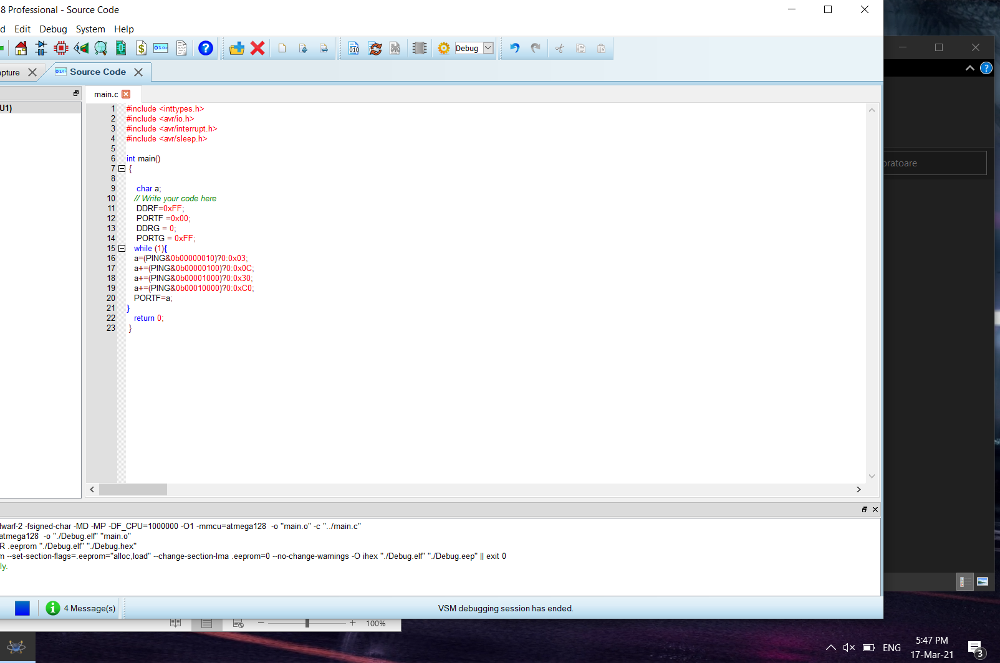 8 Professional - Source Code
d Edit Debug System Help
Debug
pture
Source Code
U1)
main.c
1 #include <inttypes.h>
2 #include <avr/io.h>
3 #include <avr/interrupt.h>
4 #include <avr/sleep.h>
5
6 int main()
7 {
8
9 char a;
10 // Write your code here
11 DDRF=0xFF;
12 PORTF =0x00;
13 DDRG = 0;
14 PORTG = 0xFF;
15 while (1){
16 a=(PING&0b00000010)?0:0x03;
17 a+=(PING&0b00000100)?0:0x0C;
18 a+=(PING&0b00001000)?0:0x30;
19 a+=(PING&0b00010000)?0:0xC0;
20 PORTF=a;
21 }
22 return 0;
23 }
oratoare
lwarf-2 -fsigned-char -MD -MP -DF_CPU=1000000 -O1 -mmcu=atmega128 -o "main.o" -c "../main.c"
atmega128 -o "./Debug.elf" "main.o"
R .eeprom "./Debug.elf" "./Debug.hex"
m --set-section-flags=.eeprom="alloc,load" --change-section-lma .eeprom=0 --no-change-warnings -O ihex "./Debug.elf" "./Debug.eep" || exit 0
ly.
4 Message(s)
VSM debugging session has ended.
100%
ENG
5:47 PM
17-Mar-21
3